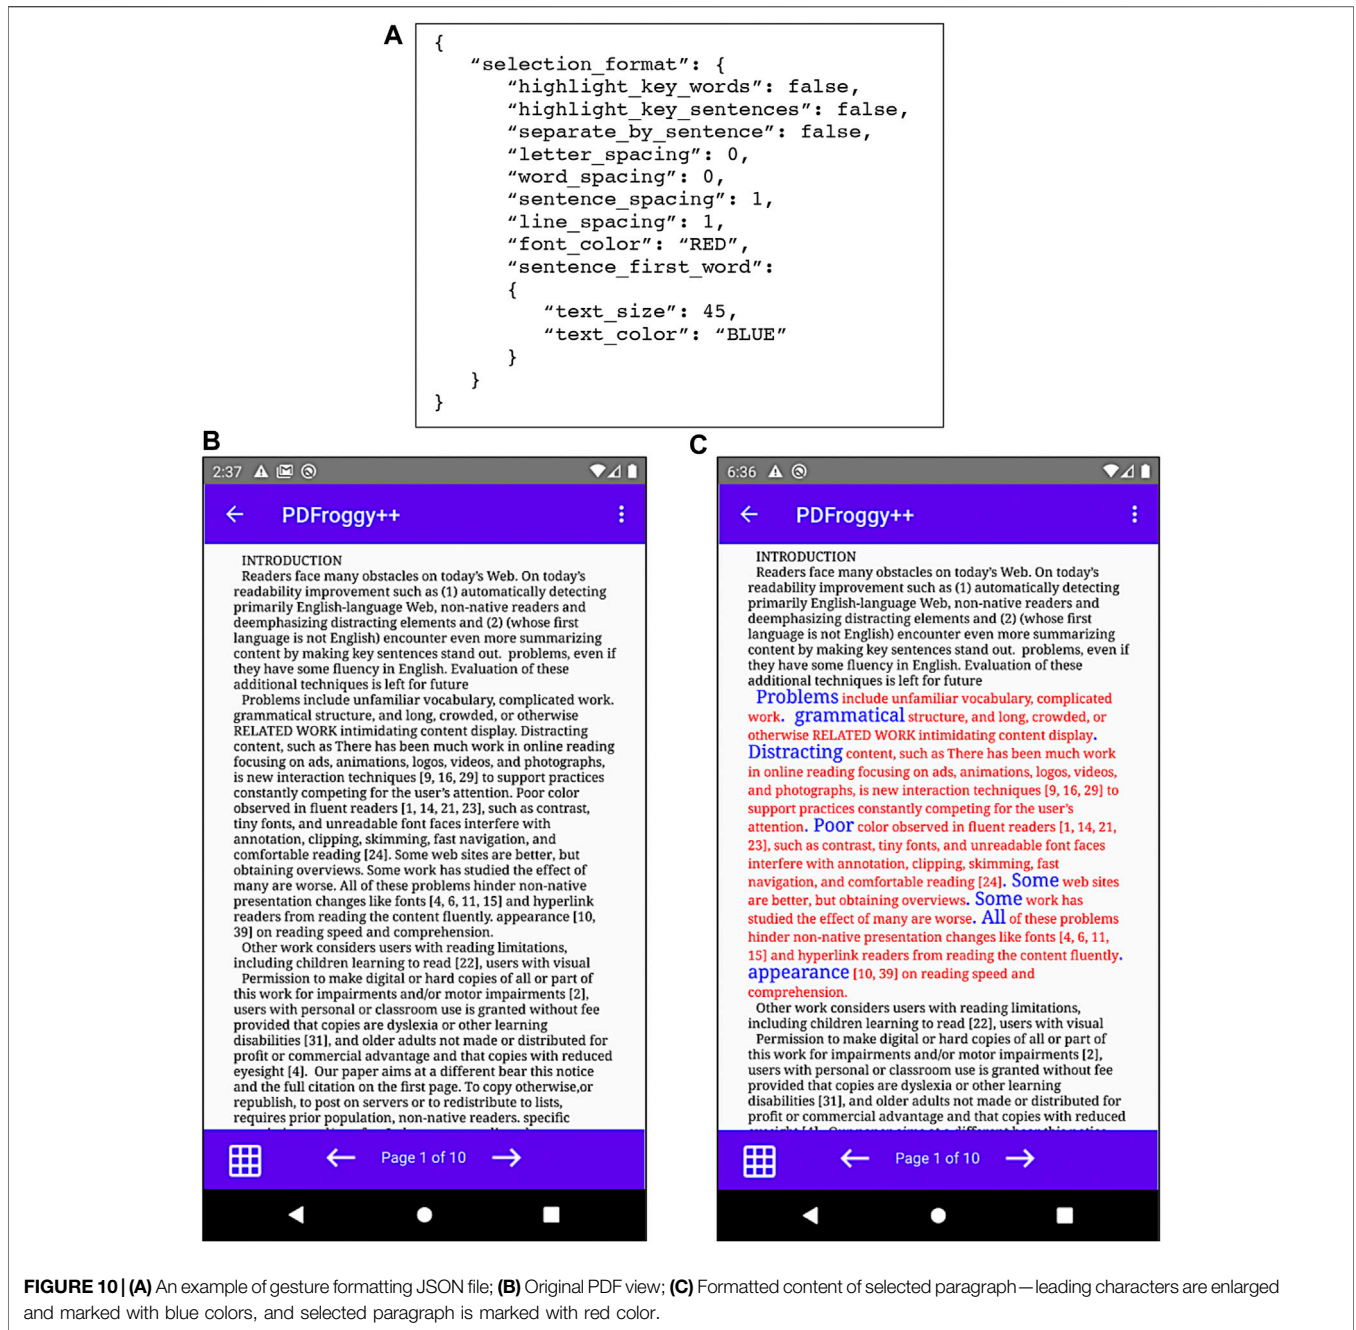 A
{
“selection_format”: {
“highlight_key_words”: false,
“highlight_key_sentences”: false,
“separate_by_sentence”: false,
“letter_spacing”: 0,
“word_spacing”: 0,
“sentence_spacing”: 1,
“line_spacing”: 1,
“font_color”: “RED”,
“sentence_first_word”:
{
“text_size”: 45,
“text_color”: “BLUE”
}
}
}
B
2:37
PDFroggy++
INTRODUCTION
Readers face many obstacles on today's Web. On today's
readability improvement such as (1) automatically detecting
primarily English-language Web, non-native readers and
deemphasizing distracting elements and (2) (whose first
language is not English) encounter even more summarizing
content by making key sentences stand out. problems, even if
they have some fluency in English. Evaluation of these
additional techniques is left for future
Problems include unfamiliar vocabulary, complicated work.
grammatical structure, and long, crowded, or otherwise
RELATED WORK intimidating content display. Distracting
content, such as There has been much work in online reading
focusing on ads, animations, logos, videos, and photographs,
is new interaction techniques [9, 16, 29] to support practices
constantly competing for the user's attention. Poor color
observed in fluent readers [1, 14, 21, 23], such as contrast,
tiny fonts, and unreadable font faces interfere with
annotation, clipping, skimming, fast navigation, and
comfortable reading [24]. Some web sites are better, but
obtaining overviews. Some work has studied the effect of
many are worse. All of these problems hinder non-native
presentation changes like fonts [4, 6, 11, 15] and hyperlink
readers from reading the content fluently. appearance [10,
39] on reading speed and comprehension.
Other work considers users with reading limitations,
including children learning to read [22], users with visual
Permission to make digital or hard copies of all or part of
this work for impairments and/or motor impairments [2],
users with personal or classroom use is granted without fee
provided that copies are dyslexia or other learning
disabilities [31], and older adults not made or distributed for
profit or commercial advantage and that copies with reduced
eyesight [4]. Our paper aims at a different bear this notice
and the full citation on the first page. To copy otherwise,or
republish, to post on servers or to redistribute to lists,
requires prior population, non-native readers. specific
Page 1 of 10
C
6:36
PDFroggy++
INTRODUCTION
Readers face many obstacles on today's Web. On today's
readability improvement such as (1) automatically detecting
primarily English-language Web, non-native readers and
deemphasizing distracting elements and (2) (whose first
language is not English) encounter even more summarizing
content by making key sentences stand out. problems, even if
they have some fluency in English. Evaluation of these
additional techniques is left for future
Problems include unfamiliar vocabulary, complicated
work. grammatical structure, and long, crowded, or
otherwise RELATED WORK intimidating content display.
Distracting content, such as There has been much work
in online reading focusing on ads, animations, logos, videos,
and photographs, is new interaction techniques [9, 16, 29] to
support practices constantly competing for the user's
attention. Poor color observed in fluent readers [1, 14, 21,
23], such as contrast, tiny fonts, and unreadable font faces
interfere with annotation, clipping, skimming, fast
navigation, and comfortable reading [24]. Some web sites
are better, but obtaining overviews. Some work has
studied the effect of many are worse. All of these problems
hinder non-native presentation changes like fonts [4, 6, 11,
15] and hyperlink readers from reading the content fluently.
appearance [10, 39] on reading speed and
comprehension.
Other work considers users with reading limitations,
including children learning to read [22], users with visual
Permission to make digital or hard copies of all or part of
this work for impairments and/or motor impairments [2],
users with personal or classroom use is granted without fee
provided that copies are dyslexia or other learning
disabilities [31], and older adults not made or distributed for
profit or commercial advantage and that copies with reduced
Page 1 of 10
FIGURE 10 | (A) An example of gesture formatting JSON file; (B) Original PDF view; (C) Formatted content of selected paragraph—leading characters are enlarged
and marked with blue colors, and selected paragraph is marked with red color.